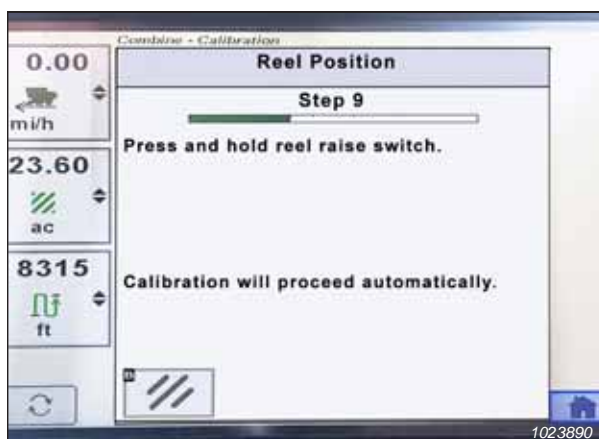 Combine - Calibration
0.00
mi/h
23.60
ac
8315
ft
Reel Position
Step 9
Press and hold reel raise switch.
Calibration will proceed automatically.
1023890